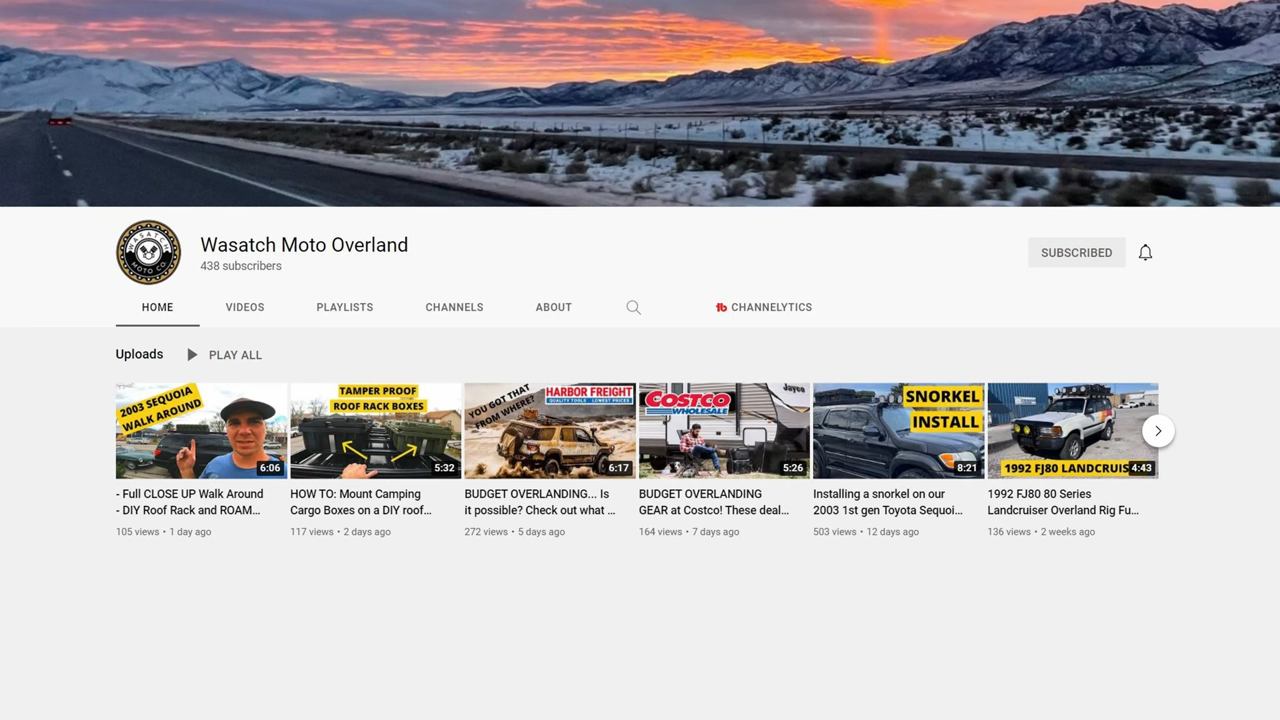 WASATCH
MOTO CO.
Wasatch Moto Overland
438 subscribers
SUBSCRIBED
HOME
VIDEOS
PLAYLISTS
CHANNELS
ABOUT
tb CHANNELYTICS
Uploads
PLAY ALL
2003 SEQUOIA
WALK AROUND
6:06
TAMPER PROOF
ROOF RACK BOXES
5:32
YOU GOT THAT
FROM WHERE?
HARBOR FREIGHT
QUALITY TOOLS LOWEST PRICES
6:17
COSTCO
WHOLESALE
Jayco
5:26
SNORKEL
INSTALL
8:21
1992 FJ80 LANDCRUIS
4:43
- Full CLOSE UP Walk Around
- DIY Roof Rack and ROAM...
105 views • 1 day ago
HOW TO: Mount Camping
Cargo Boxes on a DIY roof...
117 views • 2 days ago
BUDGET OVERLANDING... Is
it possible? Check out what ...
272 views • 5 days ago
BUDGET OVERLANDING
GEAR at Costco! These deal...
164 views • 7 days ago
Installing a snorkel on our
2003 1st gen Toyota Sequoi...
503 views • 12 days ago
1992 FJ80 80 Series
Landcruiser Overland Rig Fu...
136 views • 2 weeks ago